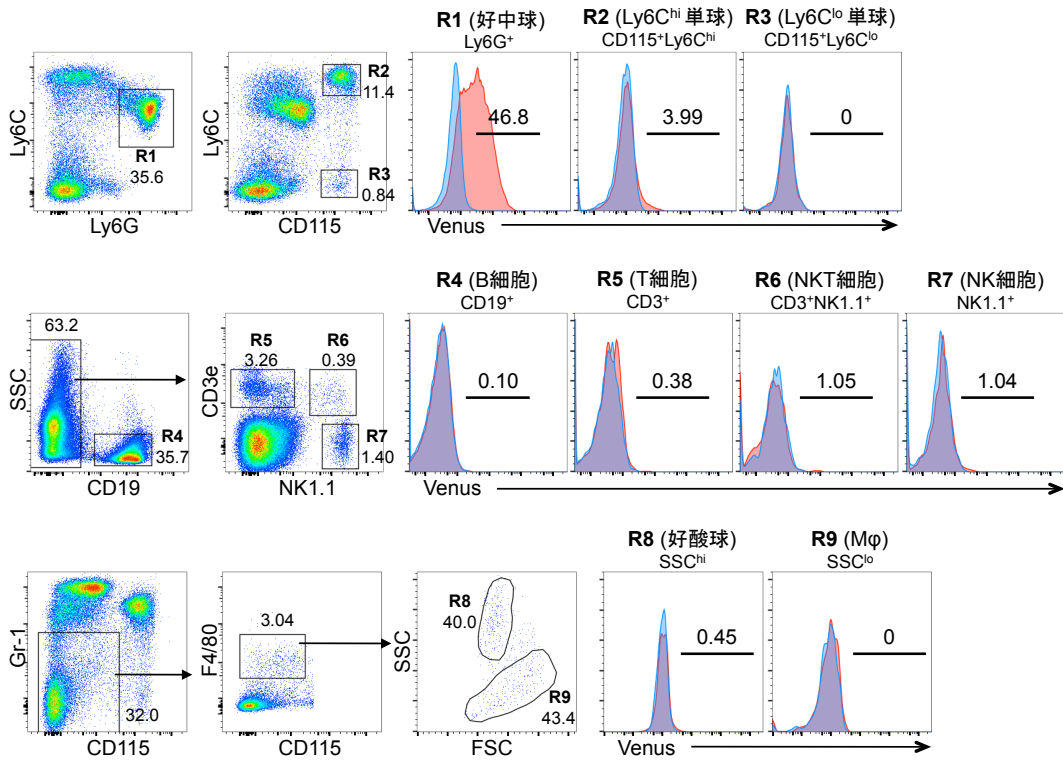 R1 (好中球)
Ly6G⁺
R2 (Ly6Cʰⁱ 単球)
CD115⁺Ly6Cʰⁱ
R3 (Ly6Cˡᵒ 単球)
CD115⁺Ly6Cˡᵒ
Ly6C
R1
35.6
Ly6G
Ly6C
R2
11.4
R3
0.84
CD115
46.8
3.99
0
Venus
R4 (B細胞)
CD19⁺
R5 (T細胞)
CD3⁺
R6 (NKT細胞)
CD3⁺NK1.1⁺
R7 (NK細胞)
NK1.1⁺
63.2
SSC
R4
35.7
CD19
CD3e
R5
3.26
R6
0.39
R7
1.40
NK1.1
0.10
0.38
1.05
1.04
Venus
R8 (好酸球)
SSCʰⁱ
R9 (Mφ)
SSCˡᵒ
Gr-1
32.0
CD115
F4/80
3.04
CD115
SSC
R8
40.0
R9
43.4
FSC
0.45
0
Venus